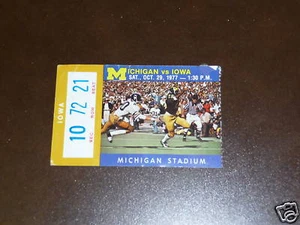 MICHIGAN vs IOWA
SAT., OCT. 29, 1977 — 1:30 P.M.
IOWA
10 72 21
SEC. ROW SEAT
MICHIGAN STADIUM